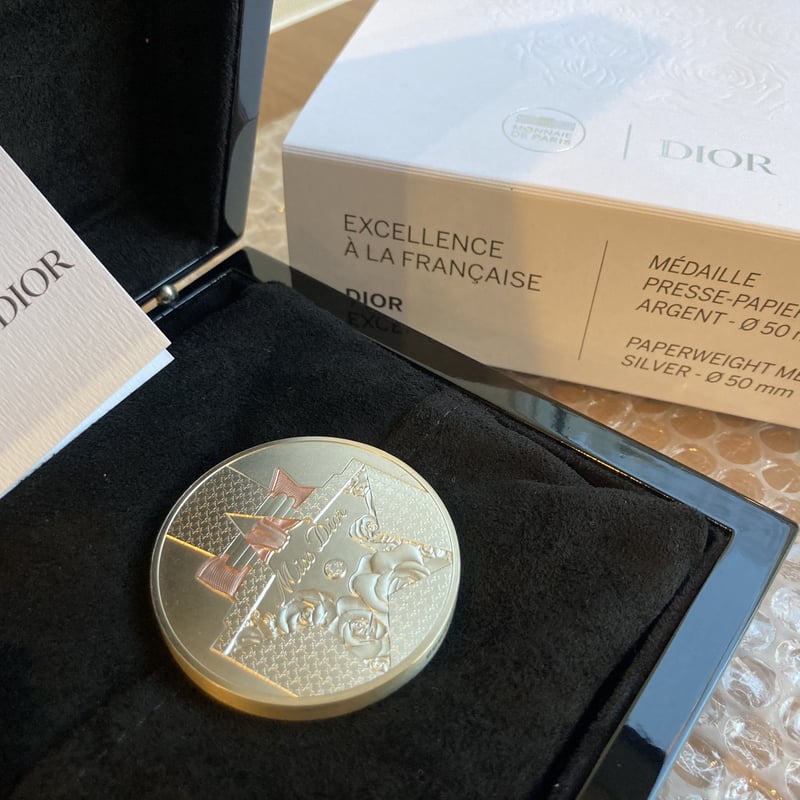 MONNAIE
DE PARIS
DIOR
EXCELLENCE
À LA FRANÇAISE
DIOR
MÉDAILLE
PRESSE-PAPIER
ARGENT - Ø 50
PAPERWEIGHT
SILVER - Ø 50 mm
DIOR
Miss Dior